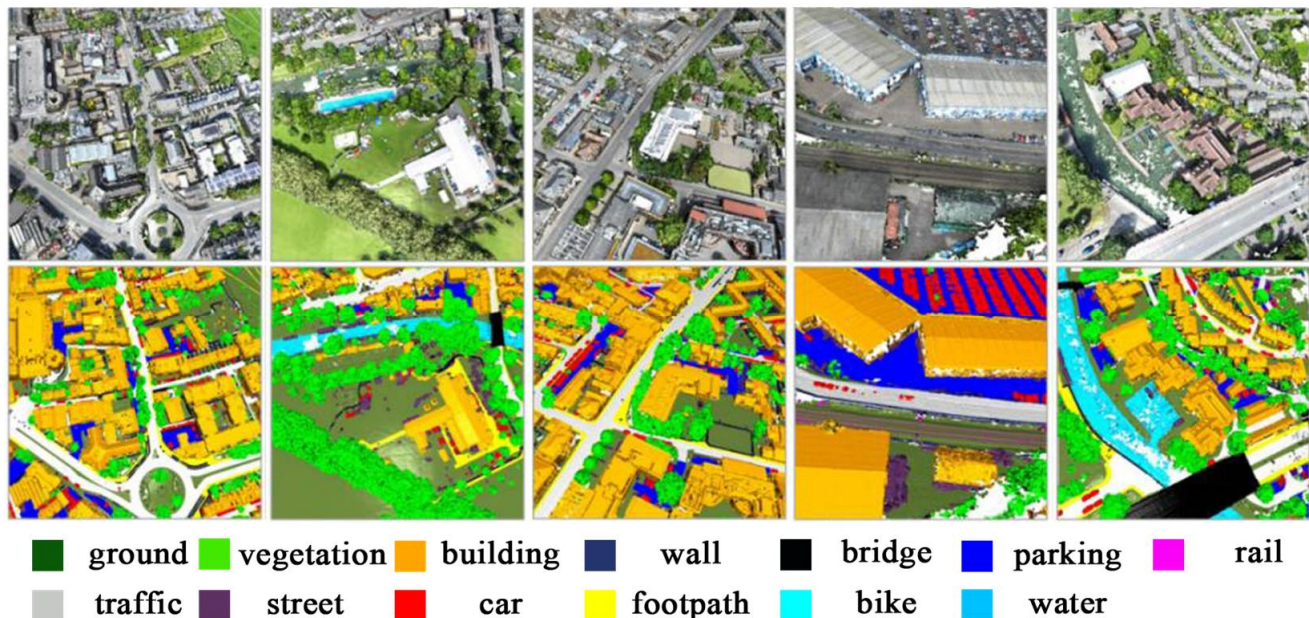 ground vegetation building wall bridge parking rail
traffic street car footpath bike water